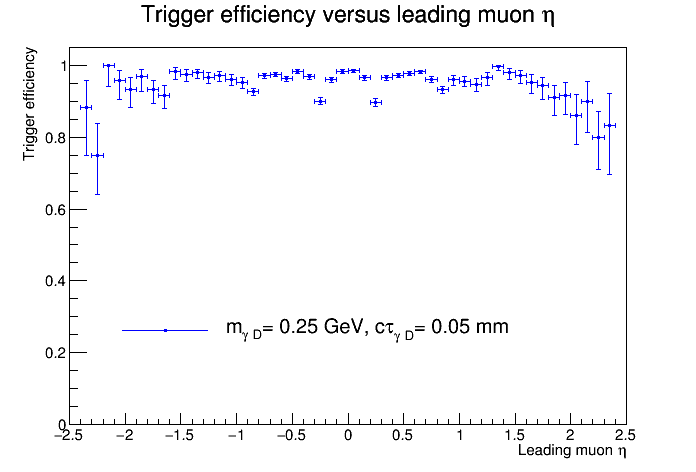 Trigger efficiency versus leading muon η
Trigger efficiency
1
0.8
0.6
0.4
0.2
0
m_γ D= 0.25 GeV, cτ_γ D= 0.05 mm
−2.5 −2 −1.5 −1 −0.5 0 0.5 1 1.5 2 2.5
Leading muon η